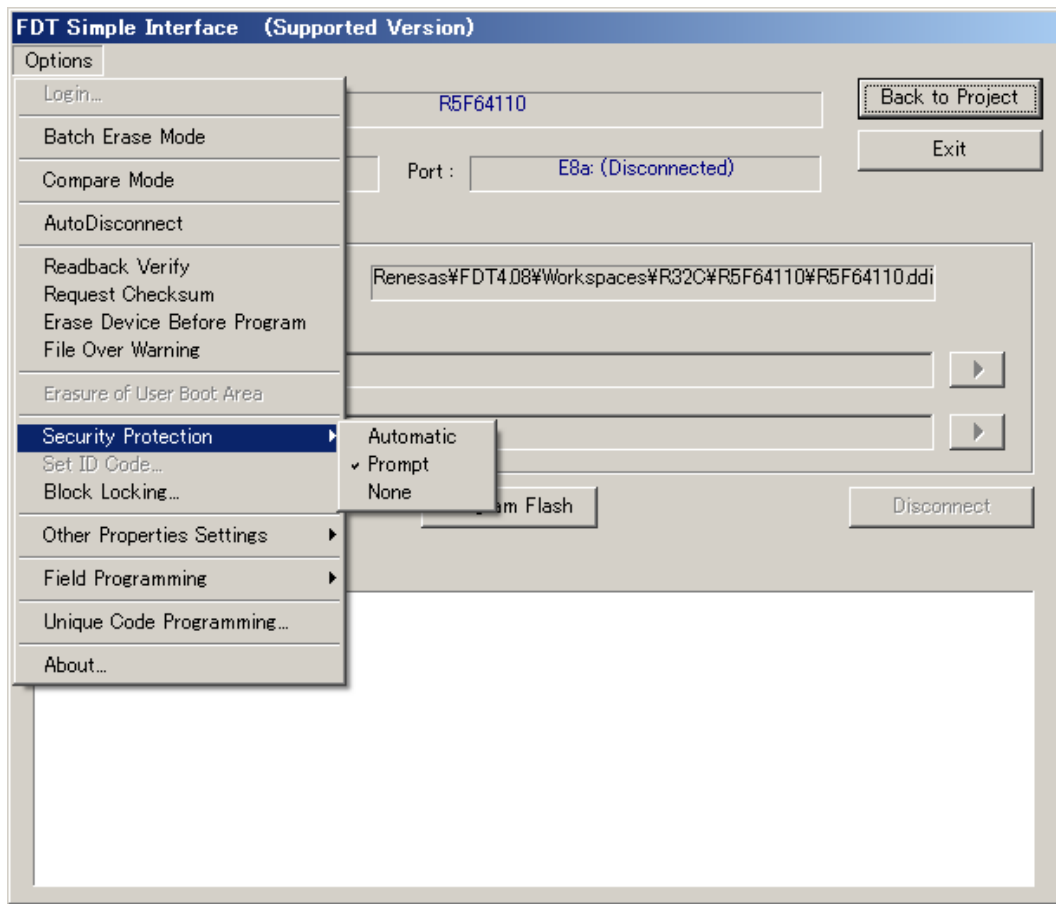 FDT Simple Interface (Supported Version)
Options
Login...
R5F64110
Back to Project
Batch Erase Mode
Exit
Port :
E8a: (Disconnected)
Compare Mode
AutoDisconnect
Readback Verify
Renesas¥FDT4.08¥Workspaces¥R32C¥R5F64110¥R5F64110.ddi
Request Checksum
Erase Device Before Program
File Over Warning
Erasure of User Boot Area
Security Protection
Automatic
Set ID Code...
Prompt
Block Locking...
None
am Flash
Disconnect
Other Properties Settings
Field Programming
Unique Code Programming...
About...